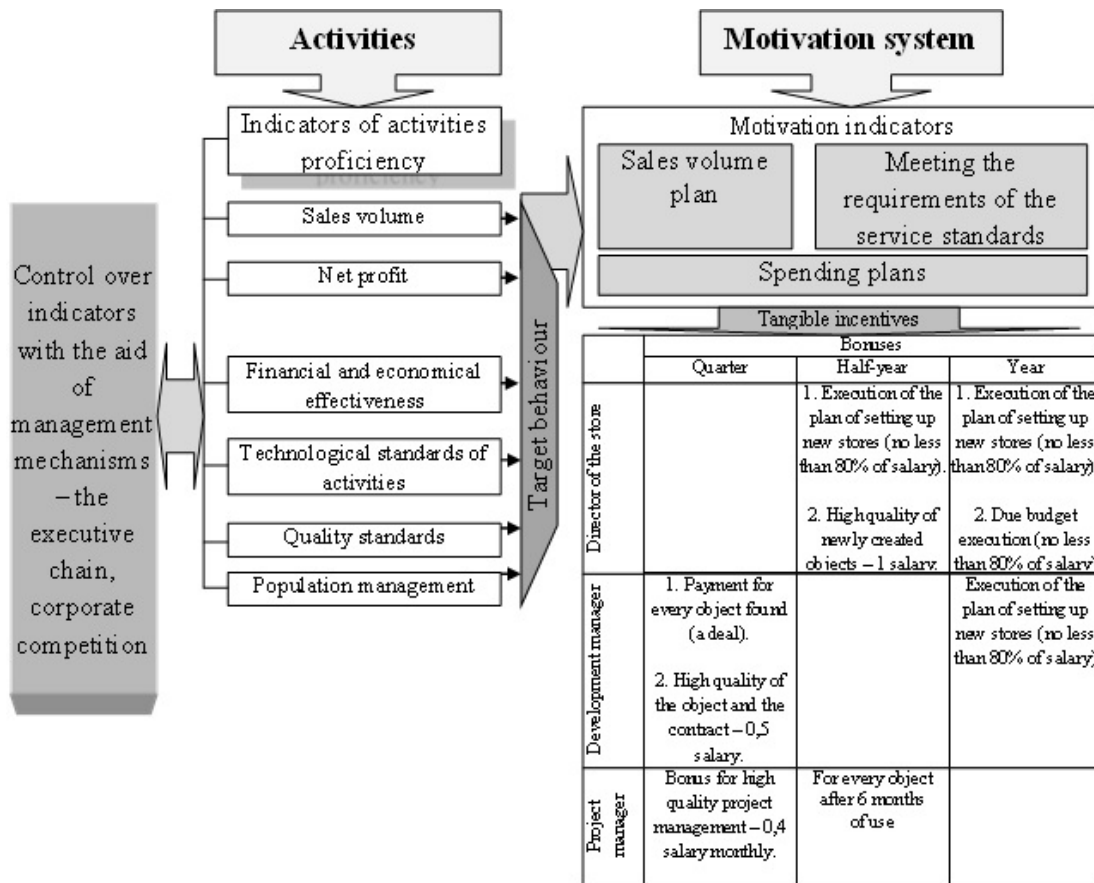 Activities
Motivation system
Control over
indicators
with the aid
of
management
mechanisms
– the
executive
chain,
corporate
competition
Indicators of activities
proficiency
Sales volume
Net profit
Financial and economical
effectiveness
Technological standards of
activities
Quality standards
Population management
Target behaviour
Motivation indicators
Sales volume
plan
Meeting the
requirements of the
service standards
Spending plans
Tangible incentives
Bonuses
Quarter
Half-year
Year
Director of the store
1. Execution of the
plan of setting up
new stores (no less
than 80% of salary).
2. High quality of
newly created
objects – 1 salary.
1. Execution of the
plan of setting up
new stores (no less
than 80% of salary)
2. Due budget
execution (no less
than 80% of salary)
Development manager
1. Payment for
every object found
(a deal).
2. High quality of
the object and the
contract – 0,5
salary.
Execution of the
plan of setting up
new stores (no less
than 80% of salary)
Project
manager
Bonus for high
quality project
management – 0,4
salary monthly.
For every object
after 6 months
of use